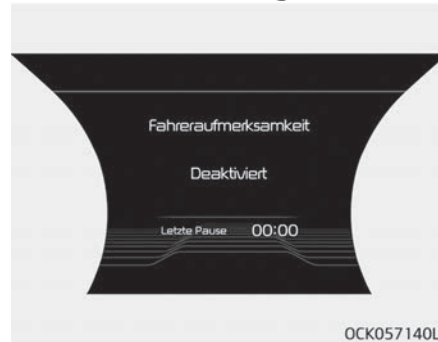 Fahreraufmerksamkeit
Deaktiviert
Letzte Pause 00:00
OCK057140L